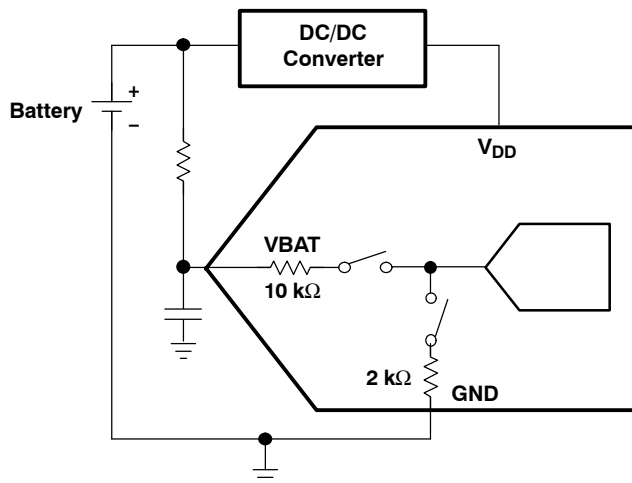 DC/DC
Converter
Battery
+
−
VDD
VBAT
10 kΩ
2 kΩ
GND